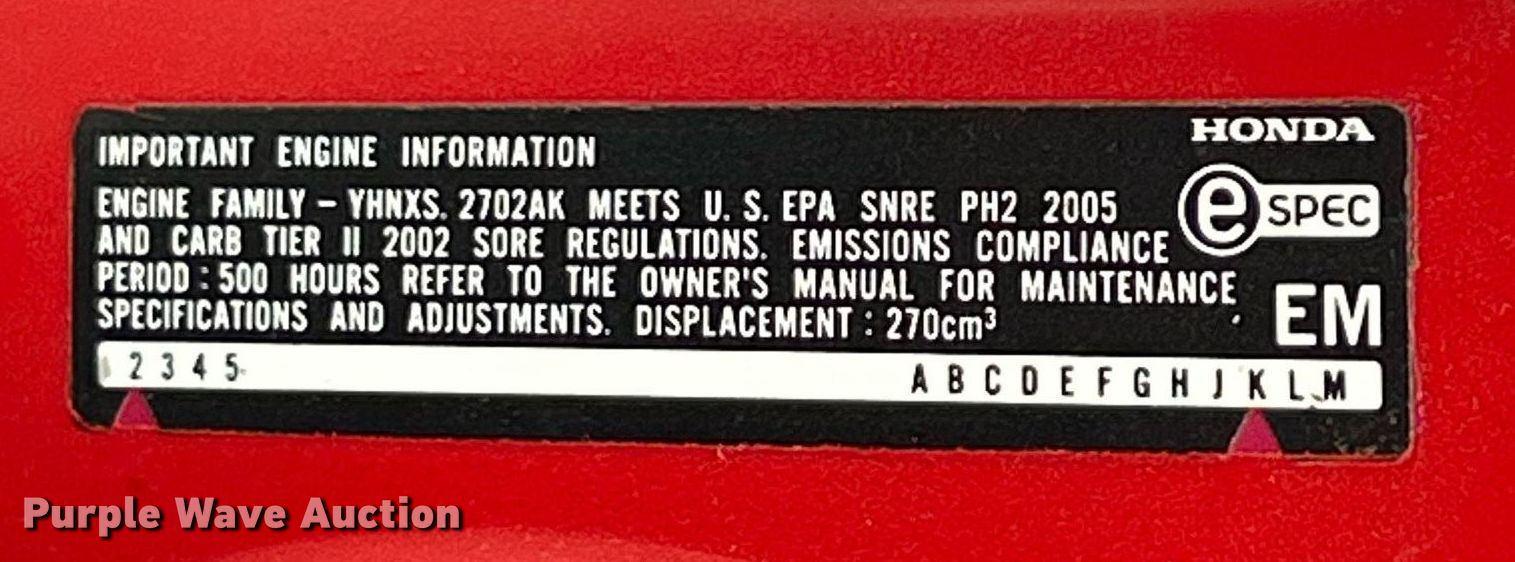 HONDA
IMPORTANT ENGINE INFORMATION
e SPEC
ENGINE FAMILY – YHNXS. 2702AK MEETS U. S. EPA SNRE PH2 2005
AND CARB TIER II 2002 SORE REGULATIONS. EMISSIONS COMPLIANCE
PERIOD : 500 HOURS REFER TO THE OWNER'S MANUAL FOR MAINTENANCE
SPECIFICATIONS AND ADJUSTMENTS. DISPLACEMENT : 270cm³
EM
2 3 4 5 A B C D E F G H J K L M
Purple Wave Auction